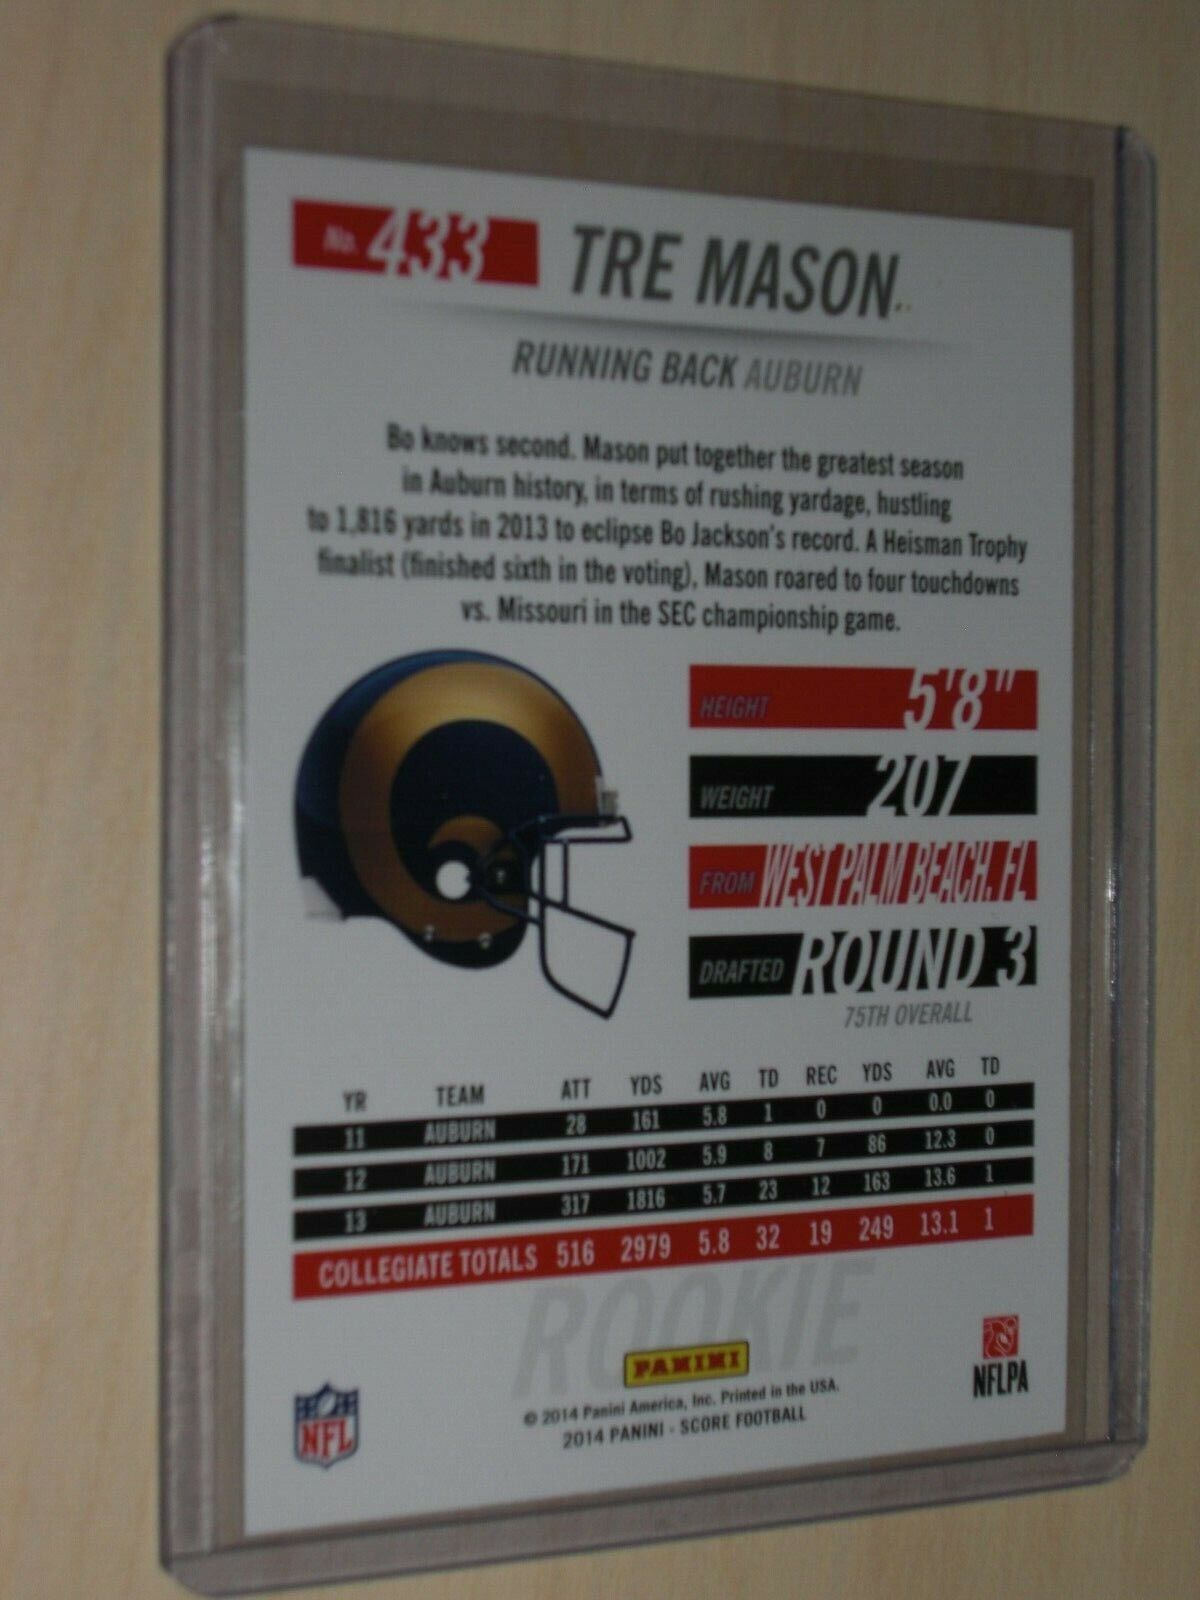 No. 433 TRE MASON
RUNNING BACK AUBURN
Bo knows second. Mason put together the greatest season
in Auburn history, in terms of rushing yardage, hustling
to 1,816 yards in 2013 to eclipse Bo Jackson's record. A Heisman Trophy
finalist (finished sixth in the voting), Mason roared to four touchdowns
vs. Missouri in the SEC championship game.
HEIGHT 5'8"
WEIGHT 207
FROM WEST PALM BEACH, FL
DRAFTED ROUND 3
75TH OVERALL
YR TEAM ATT YDS AVG TD REC YDS AVG TD
11 AUBURN 28 161 5.8 1 0 0 0.0 0
12 AUBURN 171 1002 5.9 8 7 86 12.3 0
13 AUBURN 317 1816 5.7 23 12 163 13.6 1
COLLEGIATE TOTALS 516 2979 5.8 32 19 249 13.1 1
ROOKIE
PANINI
NFL
NFLPA
© 2014 Panini America, Inc. Printed in the USA.
2014 PANINI - SCORE FOOTBALL